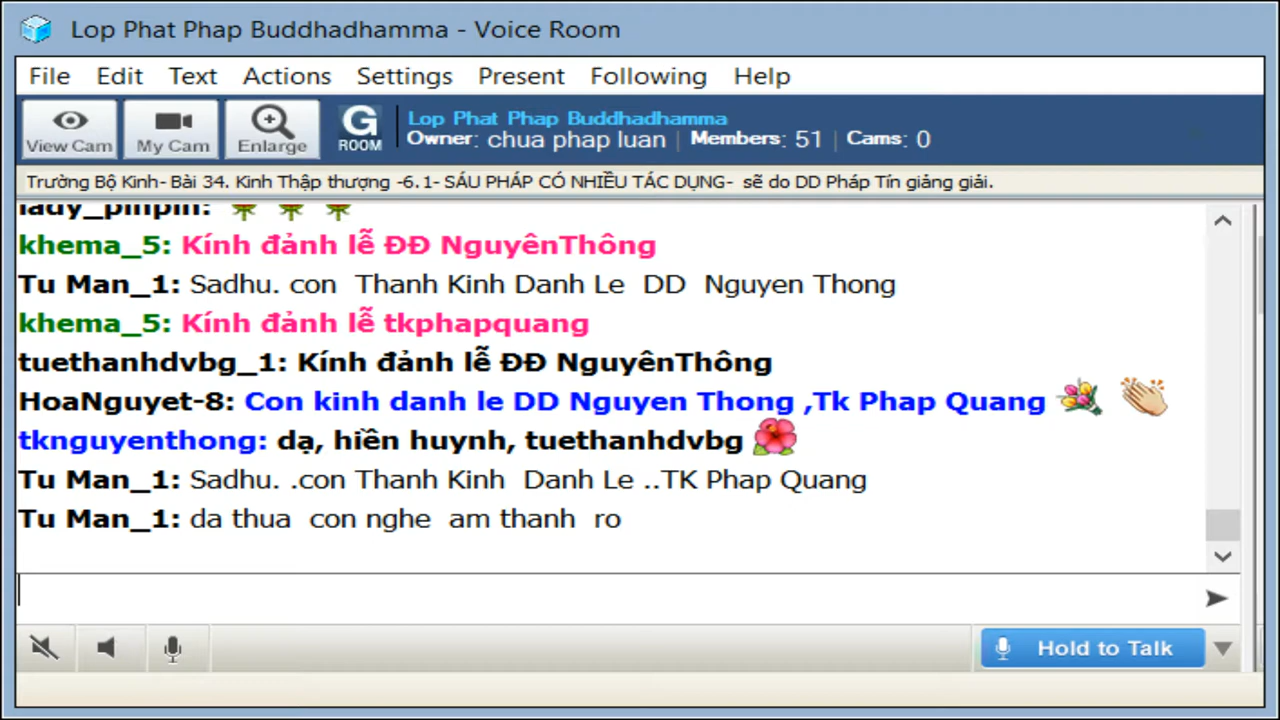 Lop Phat Phap Buddhadhamma - Voice Room
File Edit Text Actions Settings Present Following Help
View Cam My Cam Enlarge G ROOM Lop Phat Phap Buddhadhamma
Owner: chua phap luan | Members: 51 | Cams: 0
Trường Bộ Kinh- Bài 34. Kinh Thập thượng -6.1- SÁU PHÁP CÓ NHIỀU TÁC DỤNG- sẽ do DD Pháp Tín giảng giải.
lady_pinpin:
khema_5: Kính đảnh lễ ĐĐ NguyênThông
Tu Man_1: Sadhu. con Thanh Kinh Danh Le DD Nguyen Thong
khema_5: Kính đảnh lễ tkphapquang
tuethanhdvbg_1: Kính đảnh lễ ĐĐ NguyênThông
HoaNguyet-8: Con kinh danh le DD Nguyen Thong ,Tk Phap Quang
tknguyenthong: dạ, hiền huynh, tuethanhdvbg
Tu Man_1: Sadhu. .con Thanh Kinh Danh Le ..TK Phap Quang
Tu Man_1: da thua con nghe am thanh ro
Hold to Talk